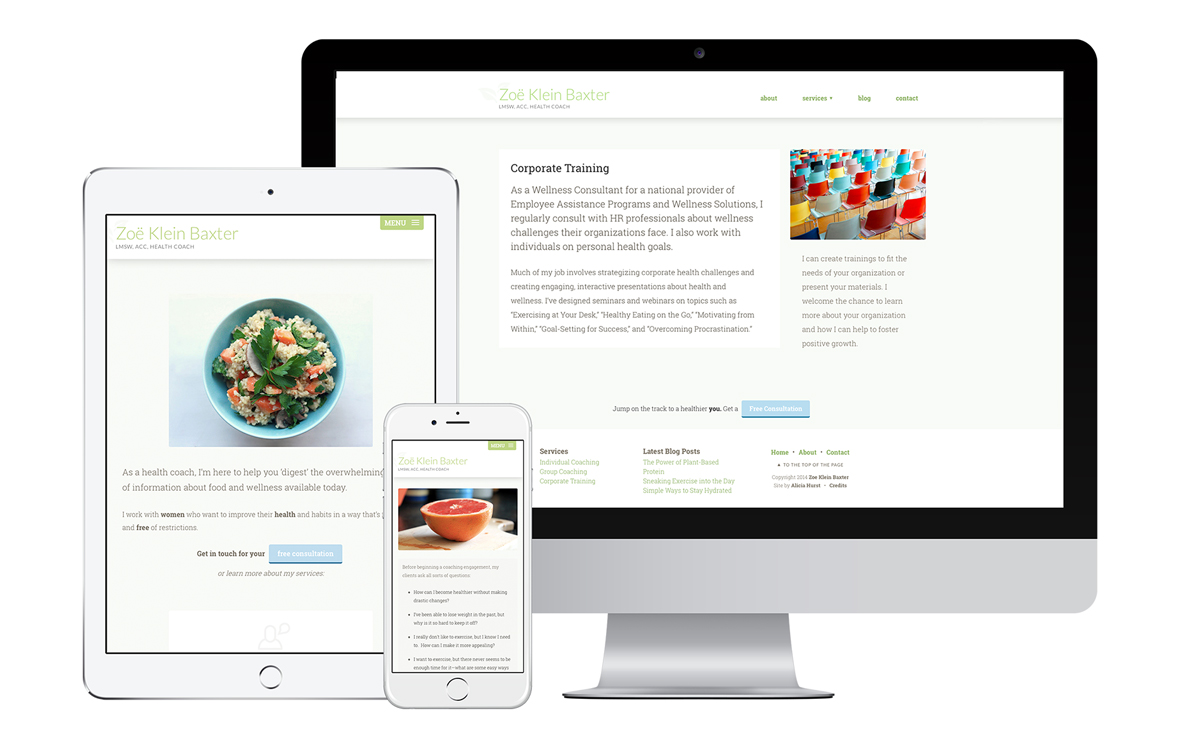 Zoë Klein Baxter
LMSW, ACC, HEALTH COACH
about services ▾ blog contact
Corporate Training
As a Wellness Consultant for a national provider of
Employee Assistance Programs and Wellness Solutions, I
regularly consult with HR professionals about wellness
challenges their organizations face. I also work with
individuals on personal health goals.
Much of my job involves strategizing corporate health challenges and
creating engaging, interactive presentations about health and
wellness. I've designed seminars and webinars on topics such as
"Exercising at Your Desk," "Healthy Eating on the Go," "Motivating from
Within," "Goal-Setting for Success," and "Overcoming Procrastination."
I can create trainings to fit the
needs of your organization or
present your materials. I
welcome the chance to learn
more about your organization
and how I can help to foster
positive growth.
Jump on the track to a healthier you. Get a Free Consultation
Services
Individual Coaching
Group Coaching
Corporate Training
Latest Blog Posts
The Power of Plant-Based
Protein
Sneaking Exercise into the Day
Simple Ways to Stay Hydrated
Home • About • Contact
▲ TO THE TOP OF THE PAGE
Copyright 2014 Zoe Klein Baxter
Site by Alicia Hurst • Credits
MENU
Zoë Klein Baxter
LMSW, ACC, HEALTH COACH
As a health coach, I'm here to help you 'digest' the overwhelming
of information about food and wellness available today.
I work with women who want to improve their health and habits in a way that's
and free of restrictions.
Get in touch for your free consultation
or learn more about my services.
MENU
Zoë Klein Baxter
LMSW, ACC, HEALTH COACH
Before beginning a coaching engagement, my
clients ask all sorts of questions:
• How can I become healthier without making
drastic changes?
• I've been able to lose weight in the past, but
why is it so hard to keep it off?
• I really don't like to exercise, but I know I need
to. How can I make it more appealing?
• I want to exercise, but there never seems to be
enough time for it—what are some easy ways